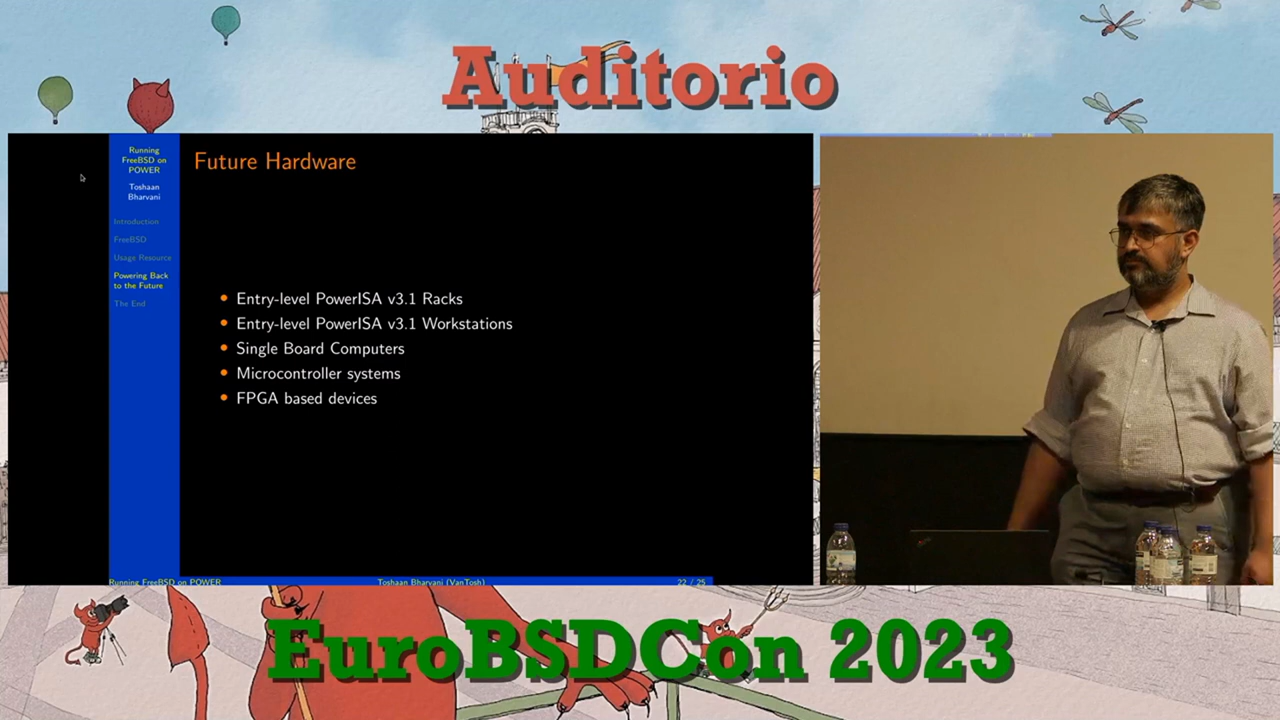 Auditorio
Running
FreeBSD on
POWER
Toshaan
Bharvani
Introduction
FreeBSD
Usage Resource
Powering Back
to the Future
The End
Future Hardware
Entry-level PowerISA v3.1 Racks
Entry-level PowerISA v3.1 Workstations
Single Board Computers
Microcontroller systems
FPGA based devices
Running FreeBSD on POWER
Toshaan Bharvani (VanTosh)
22 / 25
EuroBSDCon 2023